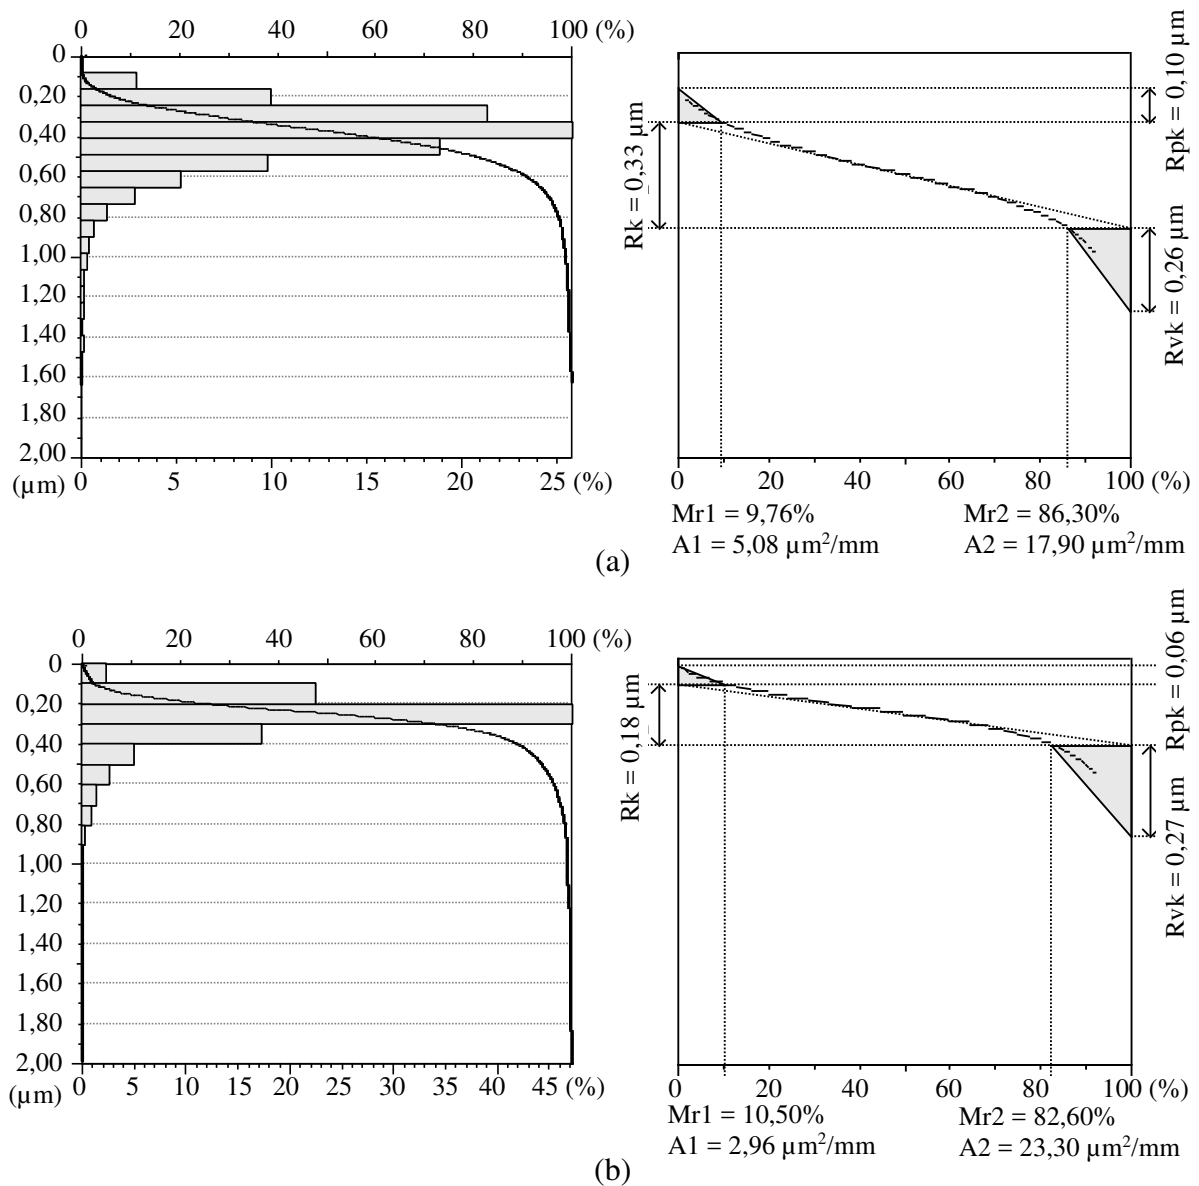 0 20 40 60 80 100 (%)
0
0,20
0,40
0,60
0,80
1,00
1,20
1,40
1,60
1,80
2,00
(µm) 0 5 10 15 20 25 (%)
Rk = 0,33 µm
Rpk = 0,10 µm
Rvk = 0,26 µm
0 20 40 60 80 100 (%)
Mr1 = 9,76% Mr2 = 86,30%
A1 = 5,08 µm²/mm A2 = 17,90 µm²/mm
(a)
0 20 40 60 80 100 (%)
0
0,20
0,40
0,60
0,80
1,00
1,20
1,40
1,60
1,80
2,00
(µm) 0 5 10 15 20 25 30 35 40 45 (%)
Rk = 0,18 µm
Rpk = 0,06 µm
Rvk = 0,27 µm
0 20 40 60 80 100 (%)
Mr1 = 10,50% Mr2 = 82,60%
A1 = 2,96 µm²/mm A2 = 23,30 µm²/mm
(b)